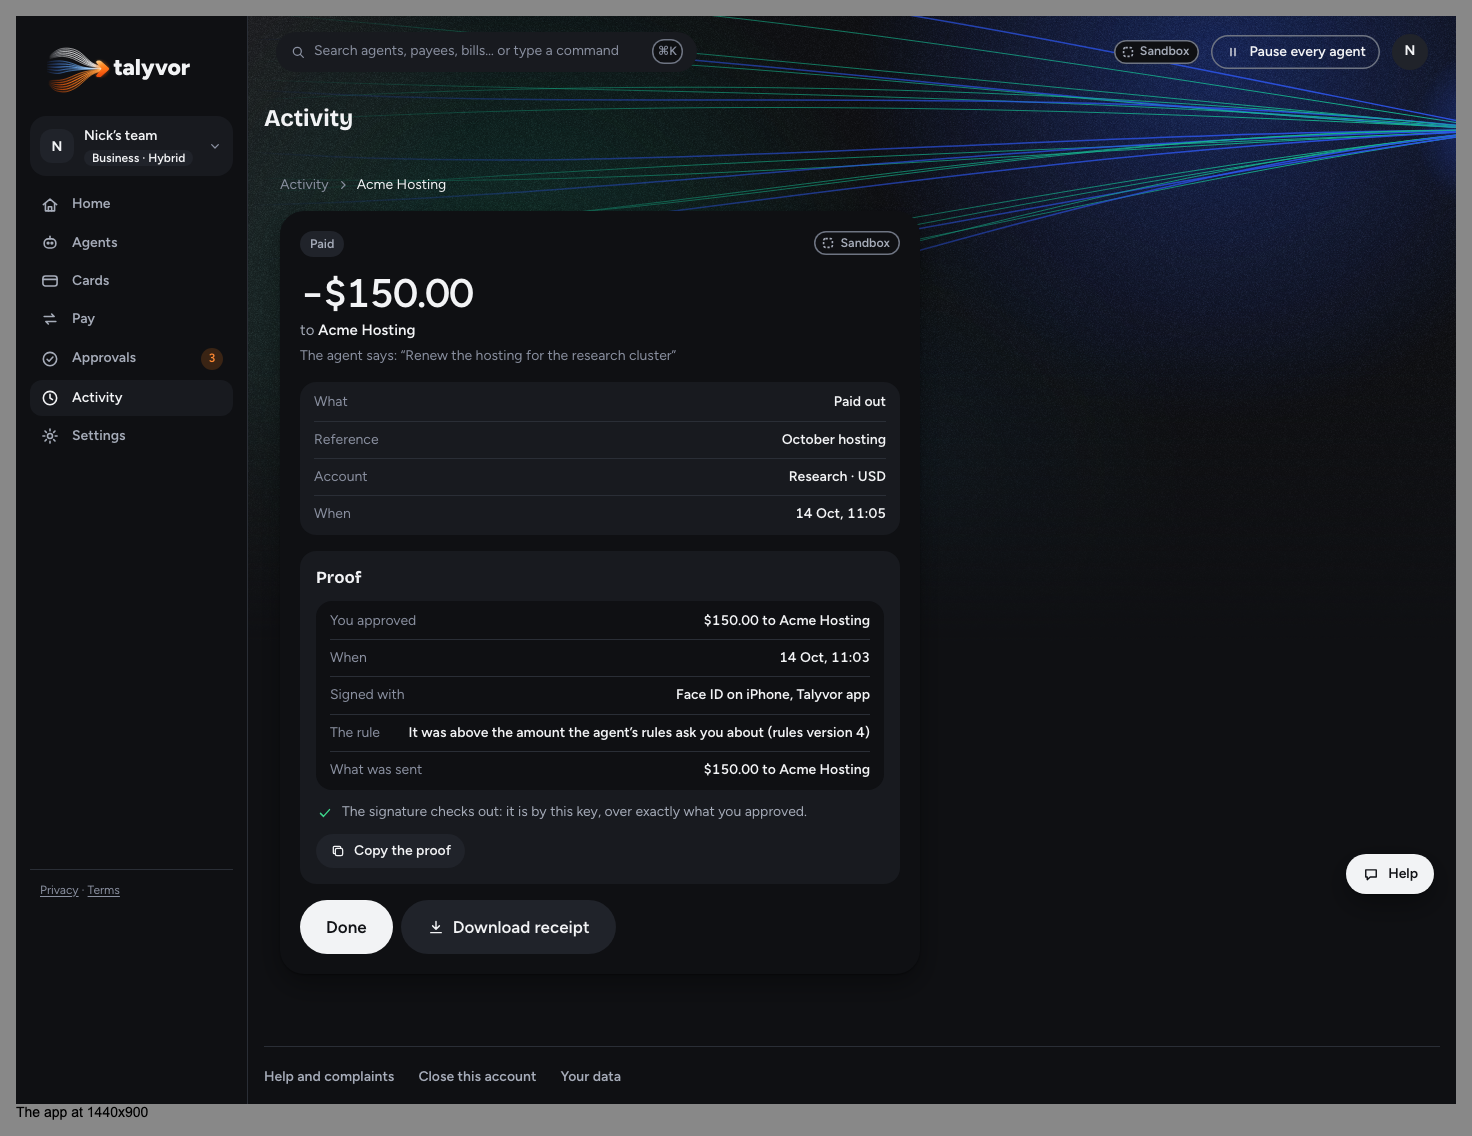 talyvor
Search agents, payees, bills... or type a command
⌘K
Sandbox
Pause every agent
N
N
Nick's team
Business · Hybrid
Home
Agents
Cards
Pay
Approvals
3
Activity
Settings
Privacy · Terms
Activity
Activity > Acme Hosting
Paid
Sandbox
−$150.00
to Acme Hosting
The agent says: “Renew the hosting for the research cluster”
What Paid out
Reference October hosting
Account Research · USD
When 14 Oct, 11:05
Proof
You approved $150.00 to Acme Hosting
When 14 Oct, 11:03
Signed with Face ID on iPhone, Talyvor app
The rule It was above the amount the agent’s rules ask you about (rules version 4)
What was sent $150.00 to Acme Hosting
The signature checks out: it is by this key, over exactly what you approved.
Copy the proof
Done
Download receipt
Help
Help and complaints
Close this account
Your data
The app at 1440x900